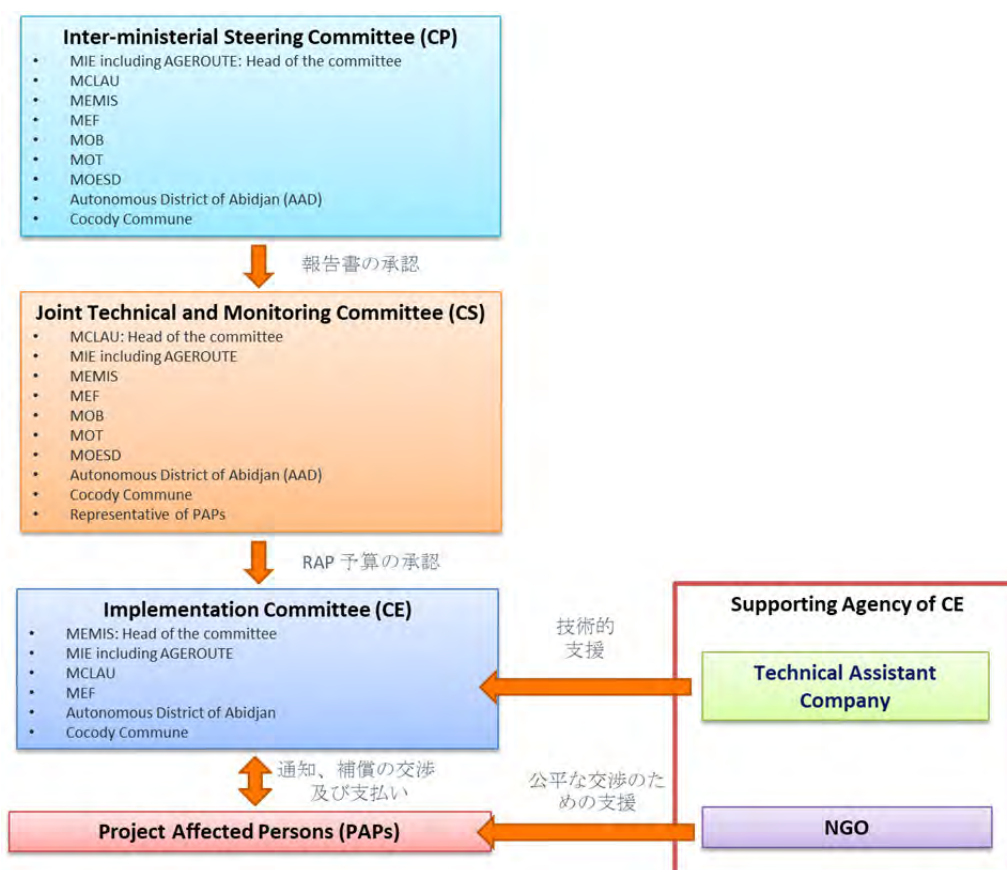 Inter-ministerial Steering Committee (CP)
• MIE including AGEROUTE: Head of the committee
• MCLAU
• MEMIS
• MEF
• MOB
• MOT
• MOESD
• Autonomous District of Abidjan (AAD)
• Cocody Commune
報告書の承認
Joint Technical and Monitoring Committee (CS)
• MCLAU: Head of the committee
• MIE including AGEROUTE
• MEMIS
• MEF
• MOB
• MOT
• MOESD
• Autonomous District of Abidjan (AAD)
• Cocody Commune
• Representative of PAPs
RAP 予算の承認
Implementation Committee (CE)
• MEMIS: Head of the committee
• MIE including AGEROUTE
• MCLAU
• MEF
• Autonomous District of Abidjan
• Cocody Commune
技術的
支援
Supporting Agency of CE
Technical Assistant
Company
通知、補償の交渉
及び支払い
公平な交渉のた
めの支援
Project Affected Persons (PAPs)
NGO